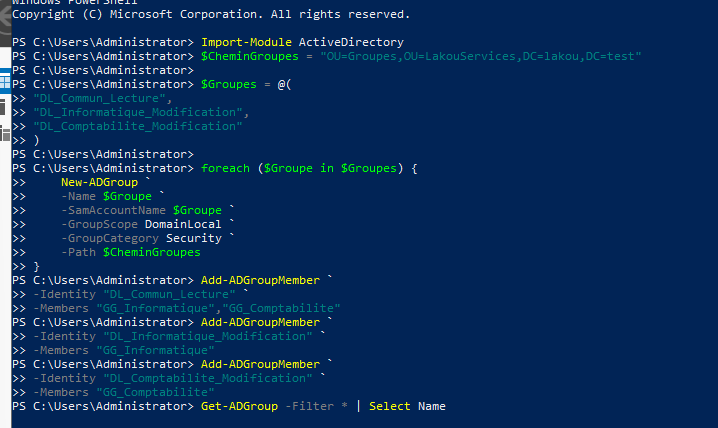 Windows PowerShell
Copyright (C) Microsoft Corporation. All rights reserved.
PS C:\Users\Administrator> Import-Module ActiveDirectory
PS C:\Users\Administrator> $CheminGroupes = "OU=Groupes,OU=LakouServices,DC=lakou,DC=test"
PS C:\Users\Administrator>
PS C:\Users\Administrator> $Groupes = @(
>> "DL_Commun_Lecture",
>> "DL_Informatique_Modification",
>> "DL_Comptabilite_Modification"
>> )
PS C:\Users\Administrator>
PS C:\Users\Administrator> foreach ($Groupe in $Groupes) {
>>     New-ADGroup `
>>     -Name $Groupe `
>>     -SamAccountName $Groupe `
>>     -GroupScope DomainLocal `
>>     -GroupCategory Security `
>>     -Path $CheminGroupes
>> }
PS C:\Users\Administrator> Add-ADGroupMember `
>> -Identity "DL_Commun_Lecture" `
>> -Members "GG_Informatique","GG_Comptabilite"
PS C:\Users\Administrator> Add-ADGroupMember `
>> -Identity "DL_Informatique_Modification" `
>> -Members "GG_Informatique"
PS C:\Users\Administrator> Add-ADGroupMember `
>> -Identity "DL_Comptabilite_Modification" `
>> -Members "GG_Comptabilite"
PS C:\Users\Administrator> Get-ADGroup -Filter * | Select Name